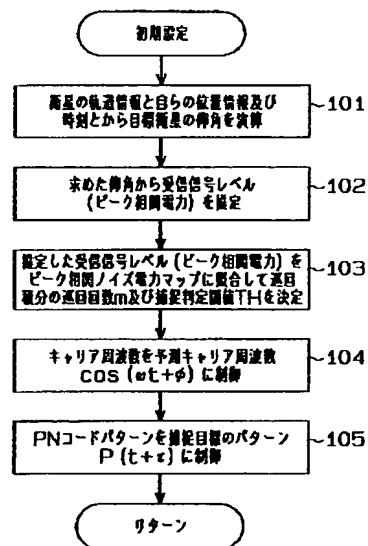 初期設定
衛星の軌道情報と自らの位置情報及び
時刻とから目標衛星の仰角を演算
101
求めた仰角から受信信号レベル
(ピーク相関電力)を推定
102
推定した受信信号レベル(ピーク相関電力)を
ピーク相関ノイズ電力マップに照合して巡回
積分の巡回回数m及び捕捉判定閾値THを決定
103
キャリア周波数を予測キャリア周波数
COS (ωt+φ) に制御
104
PNコードパターンを捕捉目標のパターン
P (t+τ) に制御
105
リターン